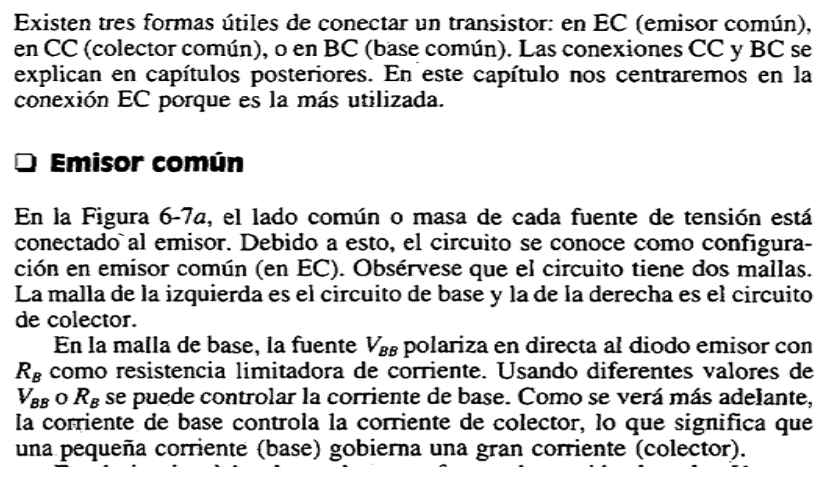 Existen tres formas útiles de conectar un transistor: en EC (emisor común),
en CC (colector común), o en BC (base común). Las conexiones CC y BC se
explican en capítulos posteriores. En este capítulo nos centraremos en la
conexión EC porque es la más utilizada.
❏ Emisor común
En la Figura 6-7a, el lado común o masa de cada fuente de tensión está
conectado al emisor. Debido a esto, el circuito se conoce como configura-
ción en emisor común (en EC). Obsérvese que el circuito tiene dos mallas.
La malla de la izquierda es el circuito de base y la de la derecha es el circuito
de colector.
En la malla de base, la fuente V_BB polariza en directa al diodo emisor con
R_B como resistencia limitadora de corriente. Usando diferentes valores de
V_BB o R_B se puede controlar la corriente de base. Como se verá más adelante,
la corriente de base controla la corriente de colector, lo que significa que
una pequeña corriente (base) gobierna una gran corriente (colector).